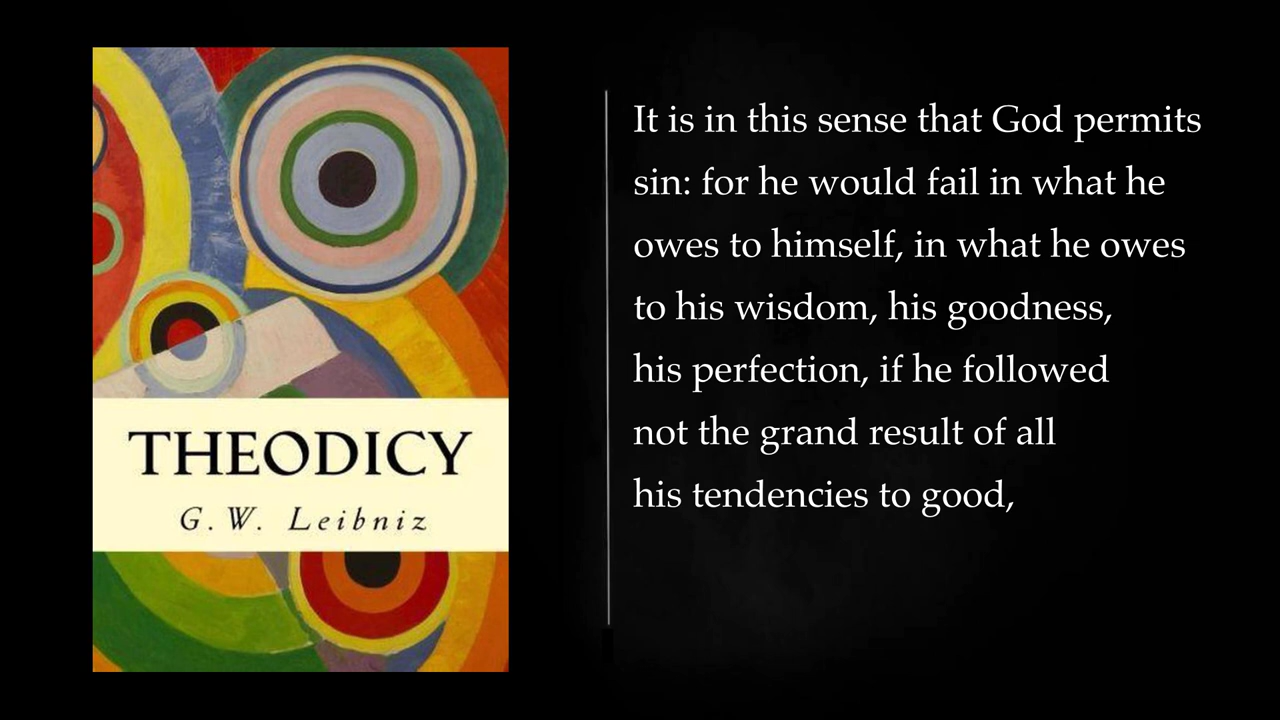 THEODICY
G. W. Leibniz
It is in this sense that God permits
sin: for he would fail in what he
owes to himself, in what he owes
to his wisdom, his goodness,
his perfection, if he followed
not the grand result of all
his tendencies to good,